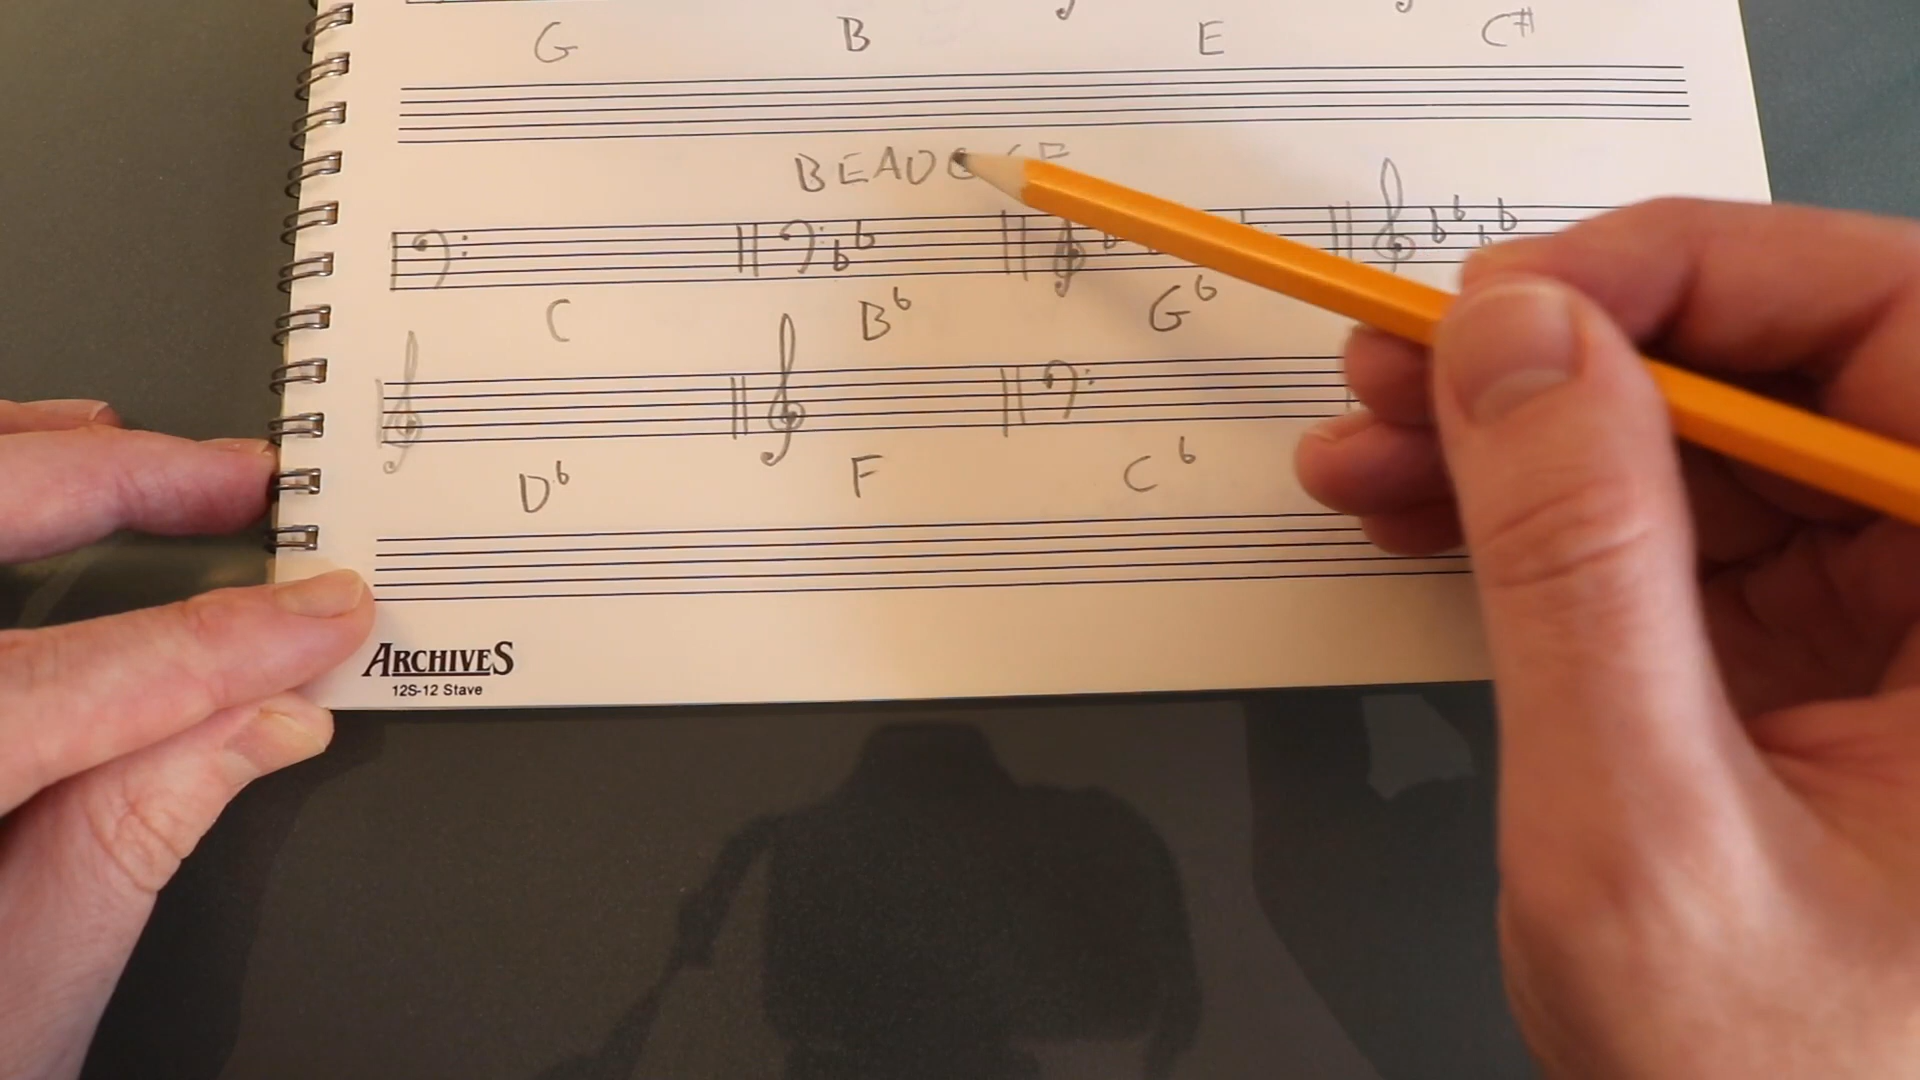 G B E C#
BEAD
C B♭ G♭
D♭ F C♭
ARCHIVES
12S-12 Stave